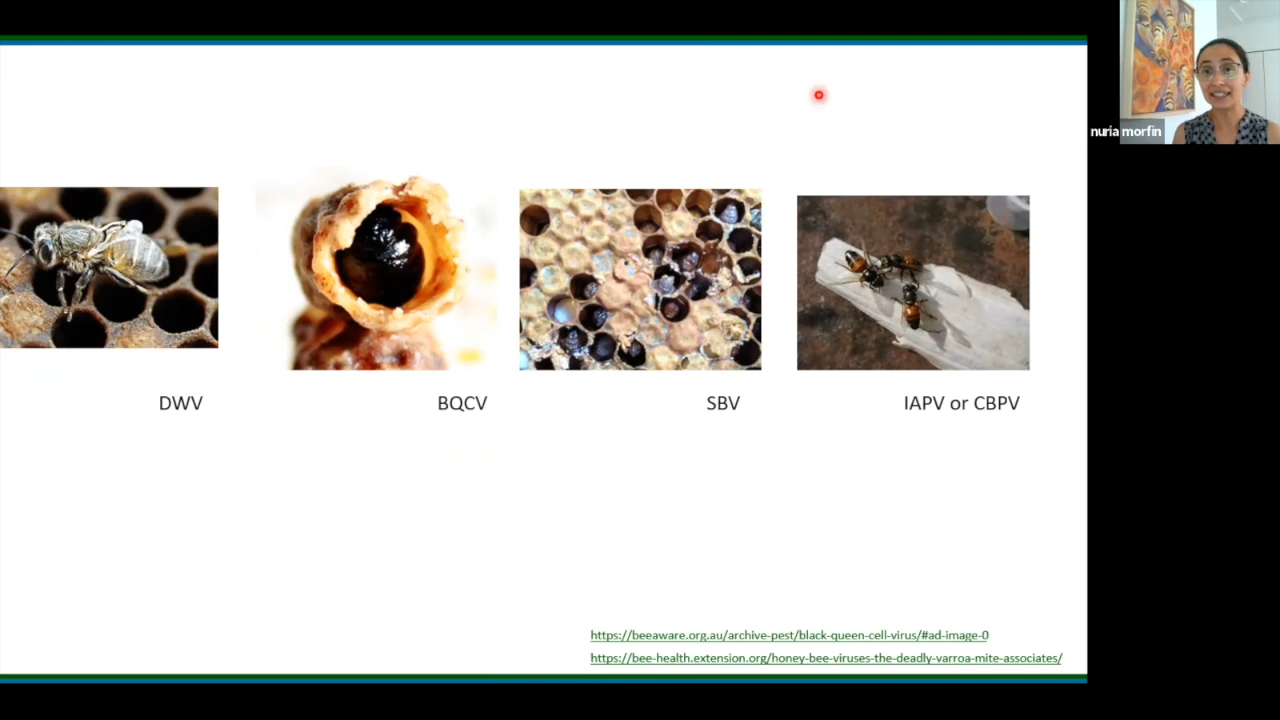 nuria morfin
DWV
BQCV
SBV
IAPV or CBPV
https://beeaware.org.au/archive-pest/black-queen-cell-virus/#ad-image-0
https://bee-health.extension.org/honey-bee-viruses-the-deadly-varroa-mite-associates/